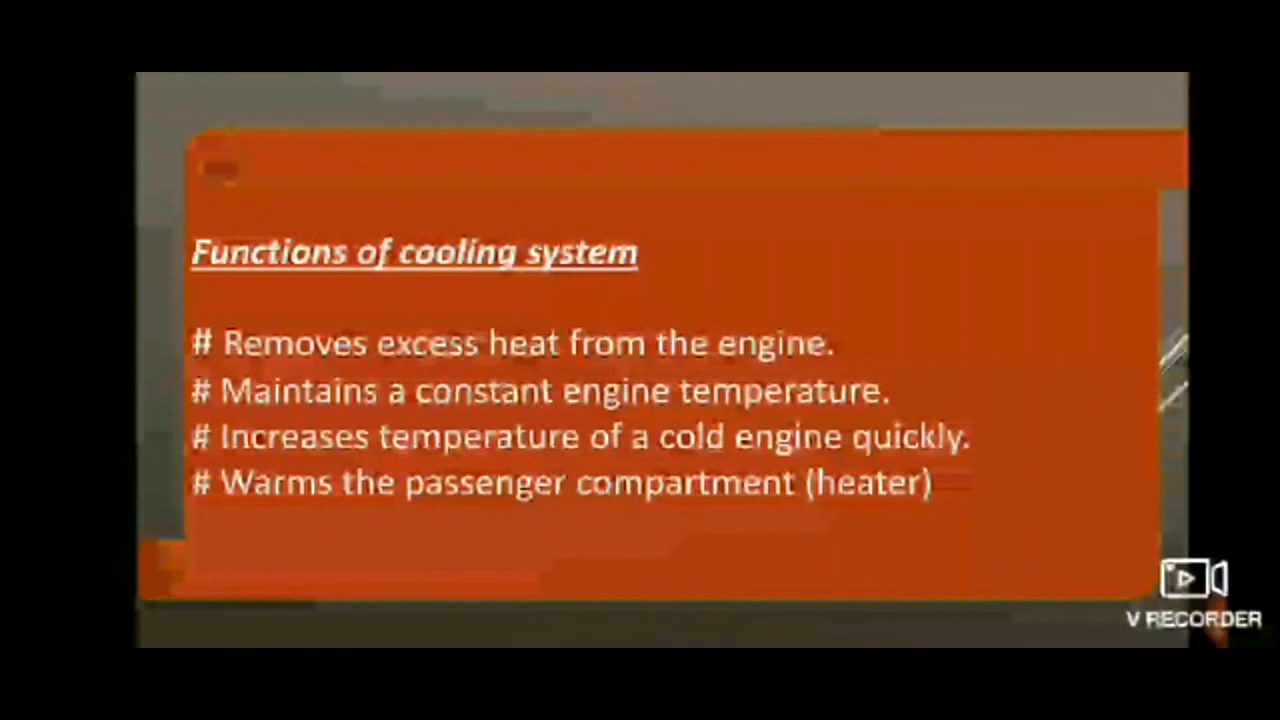 Functions of cooling system
# Removes excess heat from the engine.
# Maintains a constant engine temperature.
# Increases temperature of a cold engine quickly.
# Warms the passenger compartment (heater)
V RECORDER